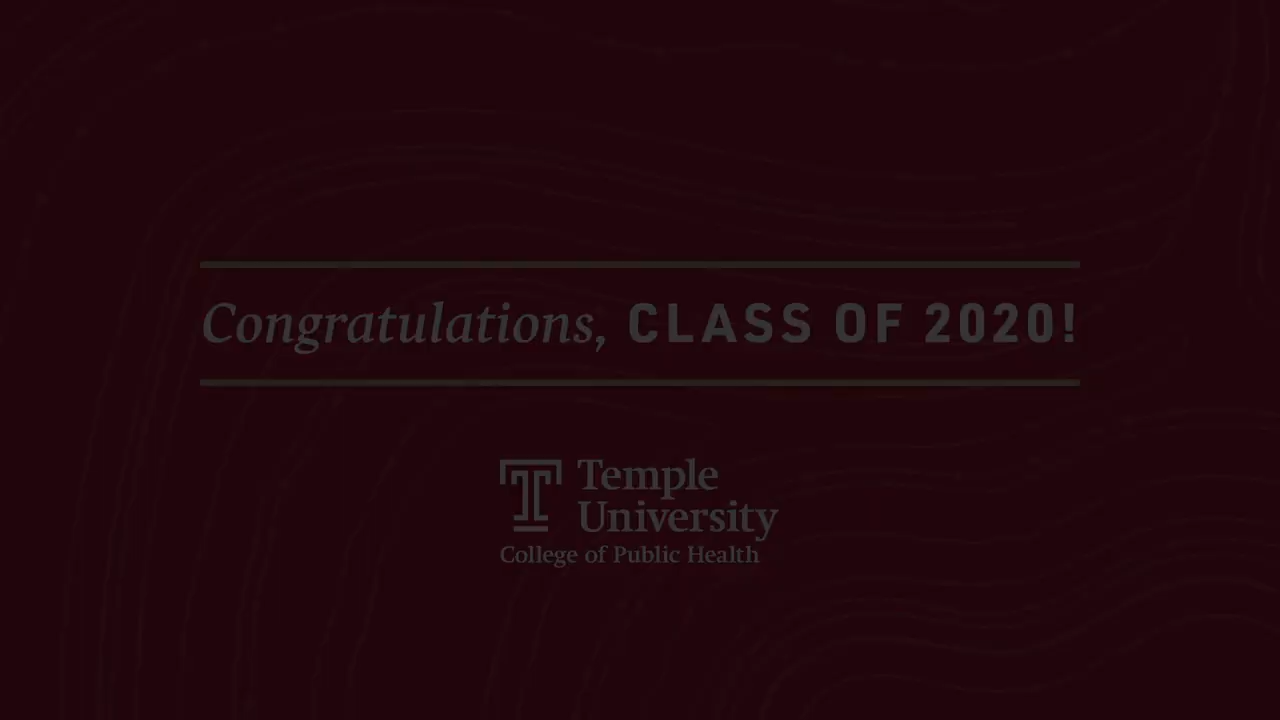 Congratulations, CLASS OF 2020!
Temple
University
College of Public Health